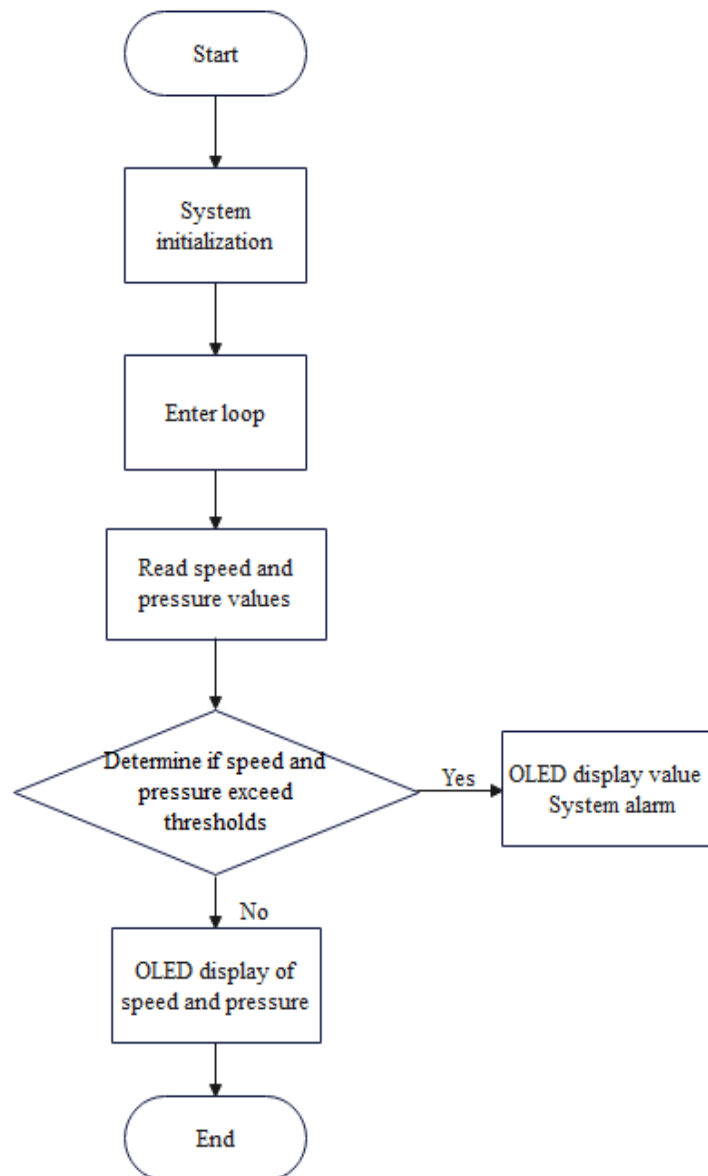 Start
System
initialization
Enter loop
Read speed and
pressure values
Determine if speed and
pressure exceed
thresholds
Yes
OLED display value
System alarm
No
OLED display of
speed and pressure
End